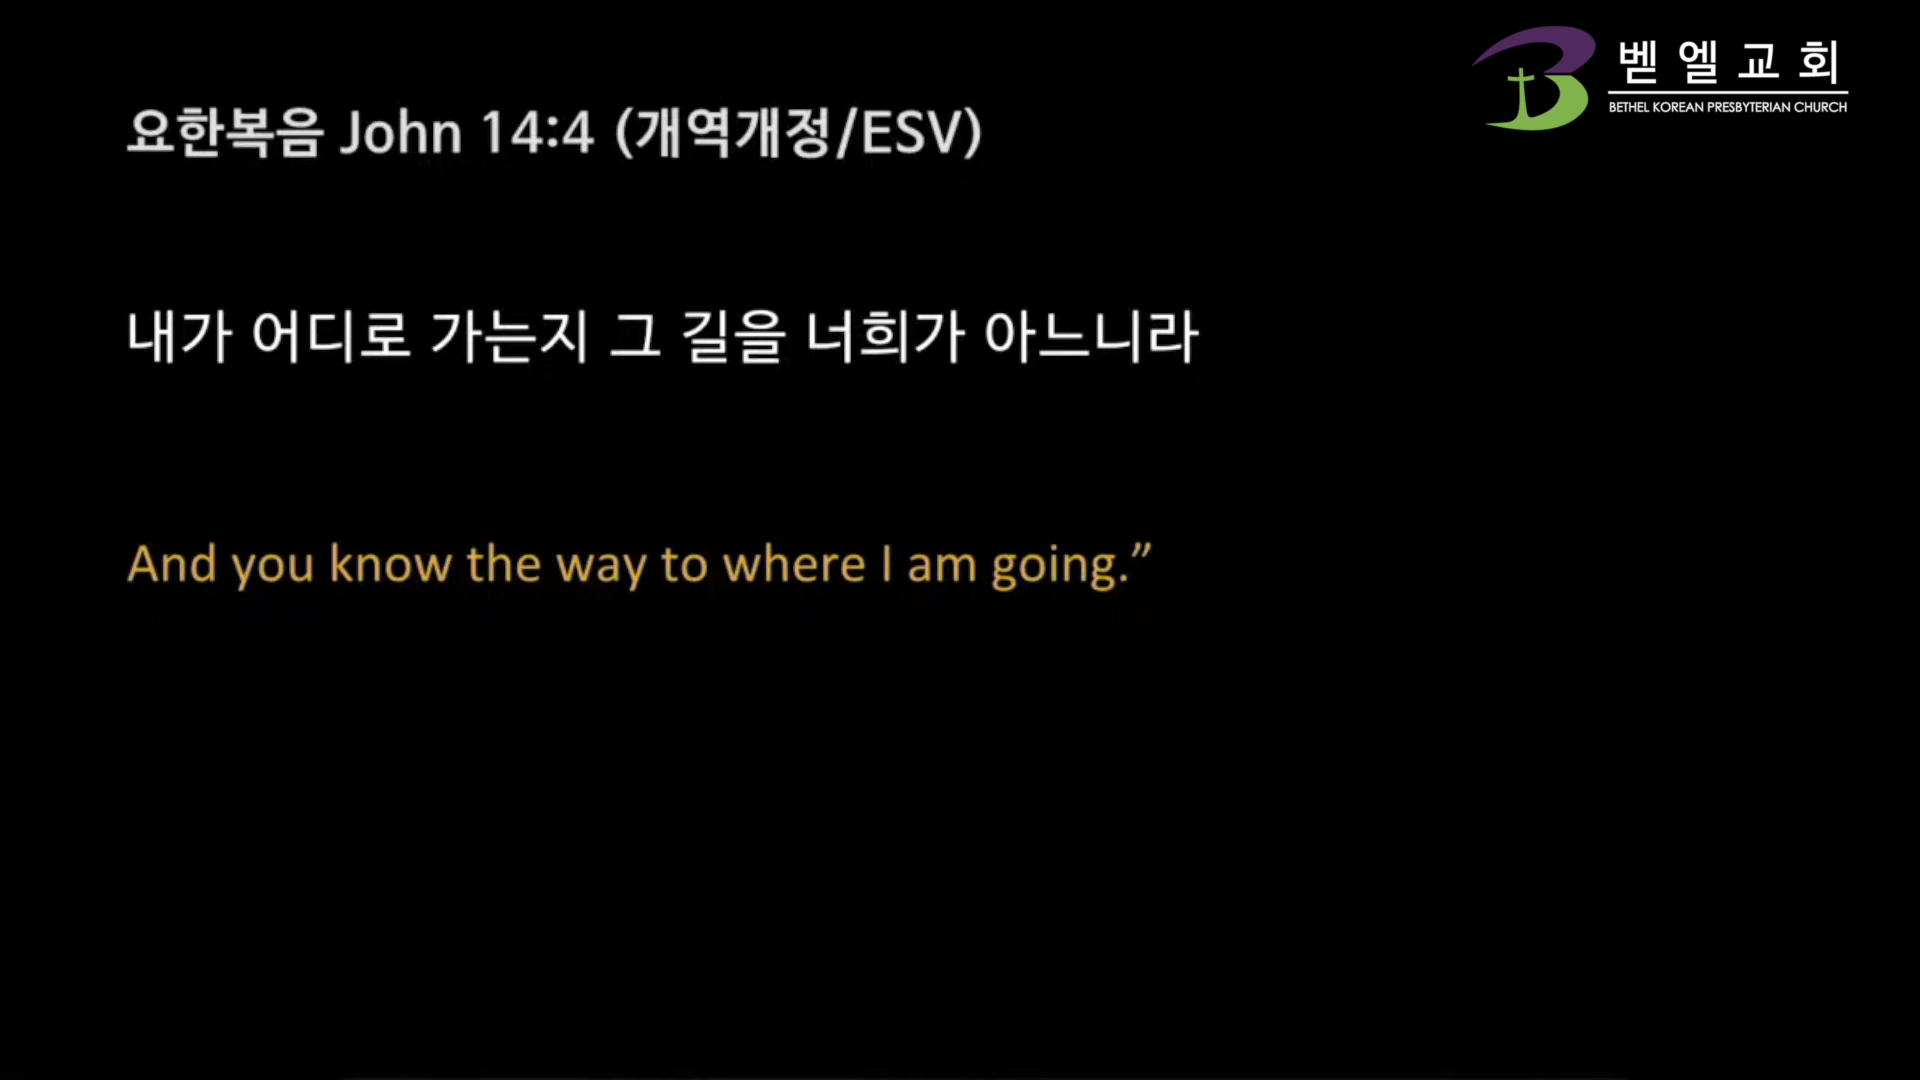 벧엘교회
BETHEL KOREAN PRESBYTERIAN CHURCH
요한복음 John 14:4 (개역개정/ESV)
내가 어디로 가는지 그 길을 너희가 아느니라
And you know the way to where I am going.”